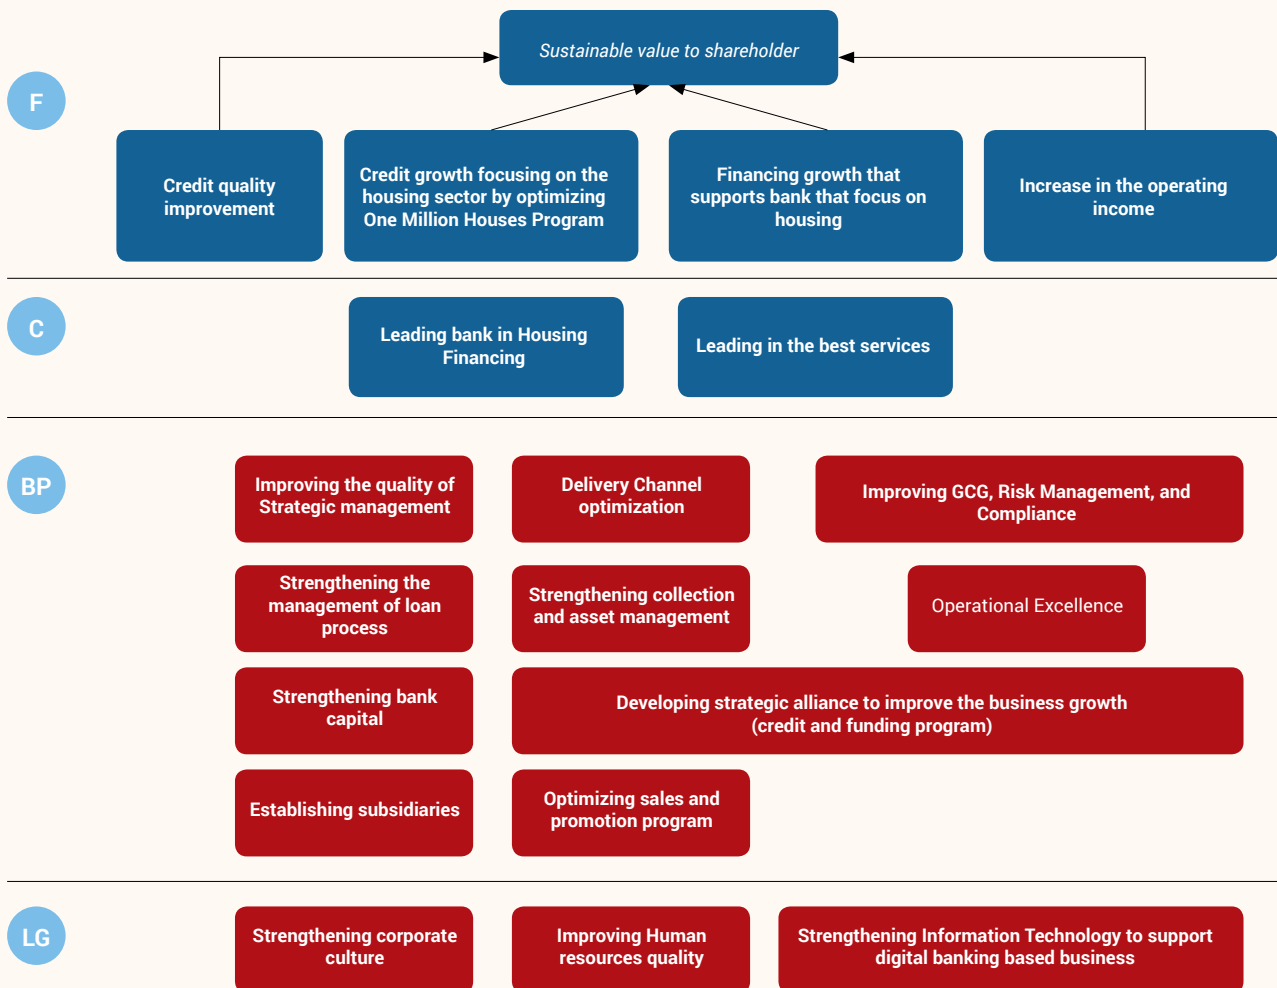 Sustainable value to shareholder
F
Credit quality
improvement
Credit growth focusing on the
housing sector by optimizing
One Million Houses Program
Financing growth that
supports bank that focus on
housing
Increase in the operating
income
C
Leading bank in Housing
Financing
Leading in the best services
BP
Improving the quality of
Strategic management
Delivery Channel
optimization
Improving GCG, Risk Management, and
Compliance
Strengthening the
management of loan
process
Strengthening collection
and asset management
Operational Excellence
Strengthening bank
capital
Developing strategic alliance to improve the business growth
(credit and funding program)
Establishing subsidiaries
Optimizing sales and
promotion program
LG
Strengthening corporate
culture
Improving Human
resources quality
Strengthening Information Technology to support
digital banking based business